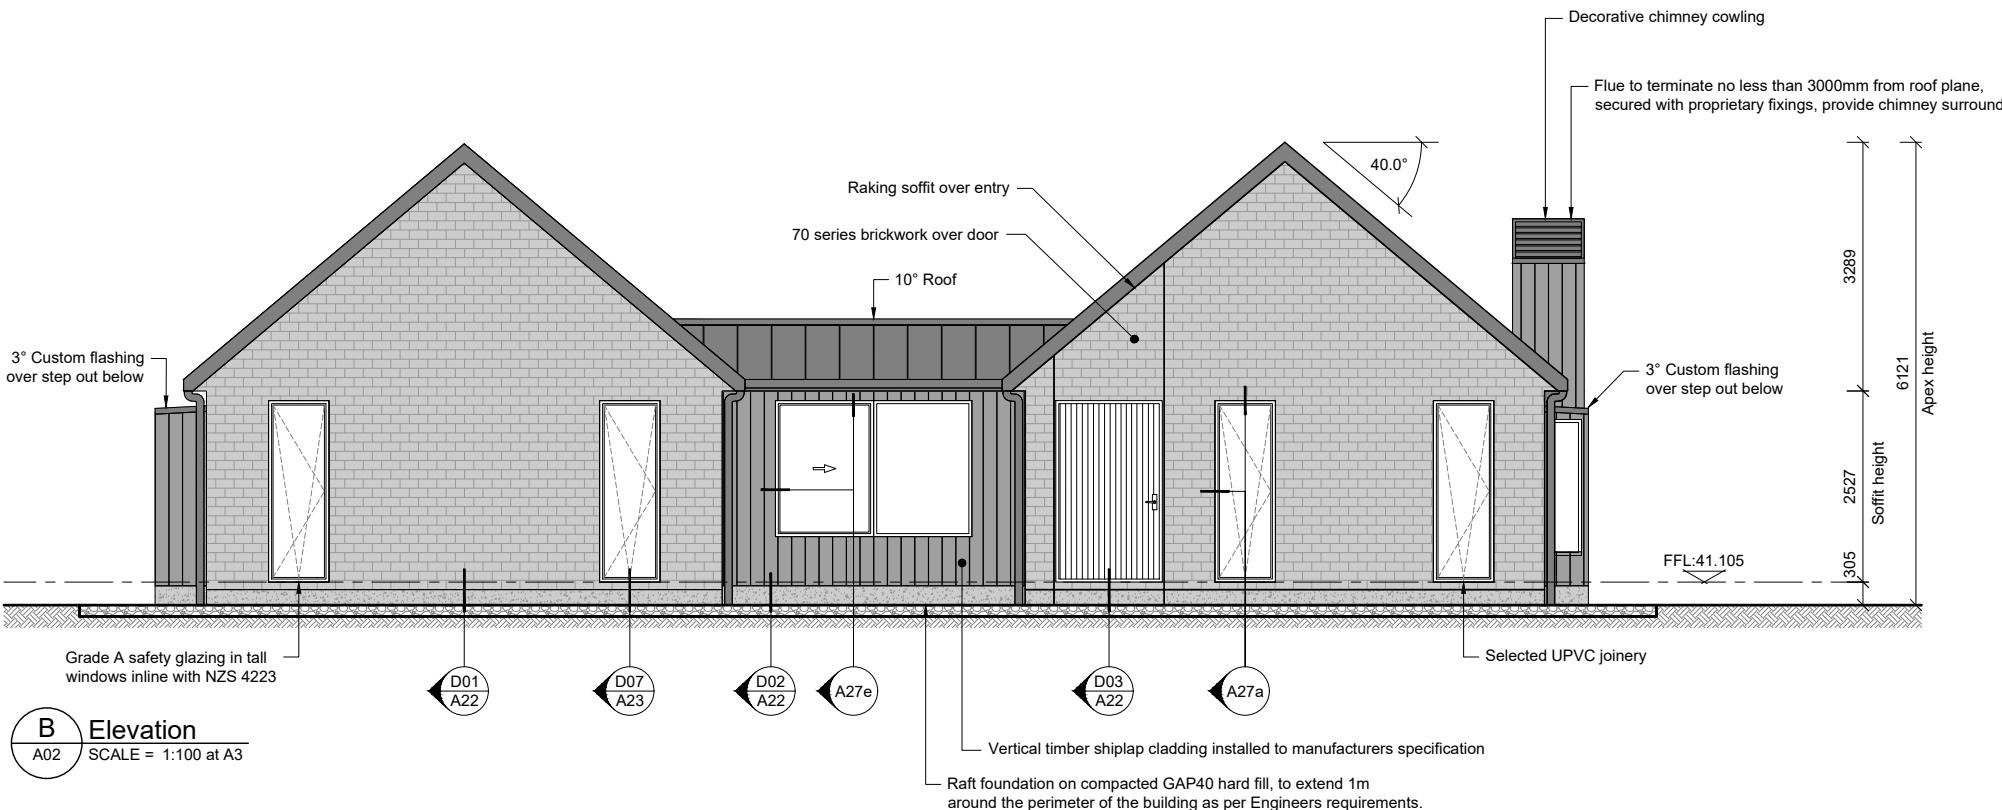 Decorative chimney cowling
Flue to terminate no less than 3000mm from roof plane,
secured with proprietary fixings, provide chimney surround
40.0°
Raking soffit over entry
70 series brickwork over door
10° Roof
3° Custom flashing
over step out below
3° Custom flashing
over step out below
3289
6121
Apex height
2527
Soffit height
305
FFL:41.105
Grade A safety glazing in tall
windows inline with NZS 4223
Selected UPVC joinery
D01
A22
D07
A23
D02
A22
A27e
D03
A22
A27a
B
A02
Elevation
SCALE = 1:100 at A3
Vertical timber shiplap cladding installed to manufacturers specification
Raft foundation on compacted GAP40 hard fill, to extend 1m
around the perimeter of the building as per Engineers requirements.